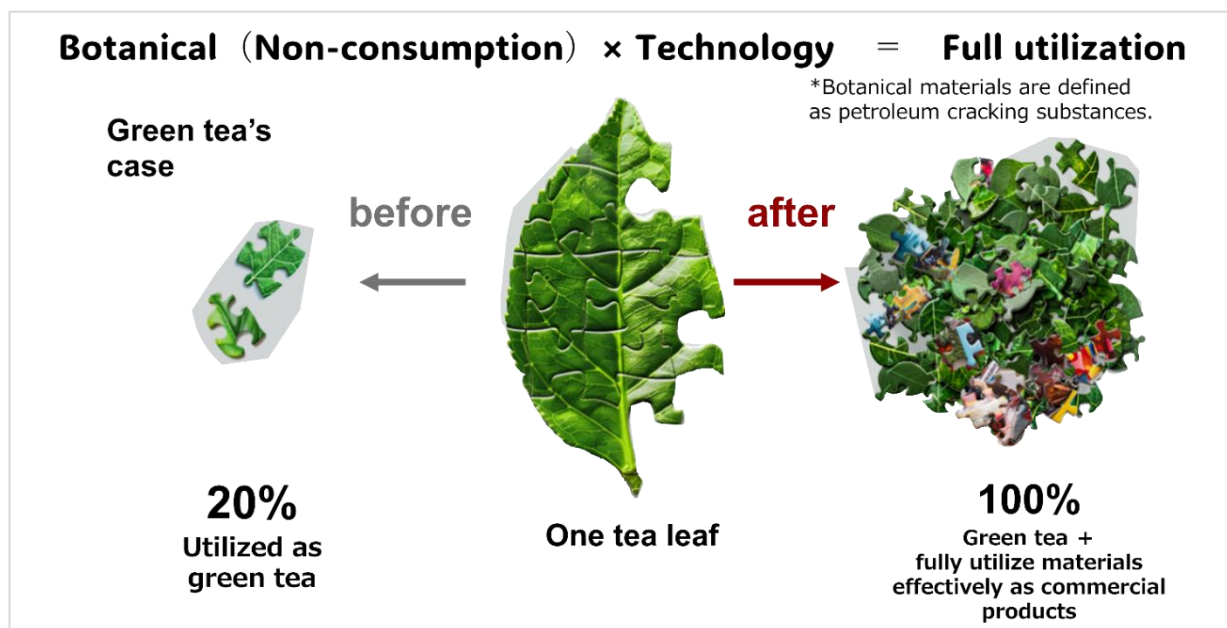 Botanical（Non-consumption）× Technology ＝ Full utilization
*Botanical materials are defined
as petroleum cracking substances.
Green tea’s
case
before
after
20%
Utilized as
green tea
One tea leaf
100%
Green tea +
fully utilize materials
effectively as commercial
products